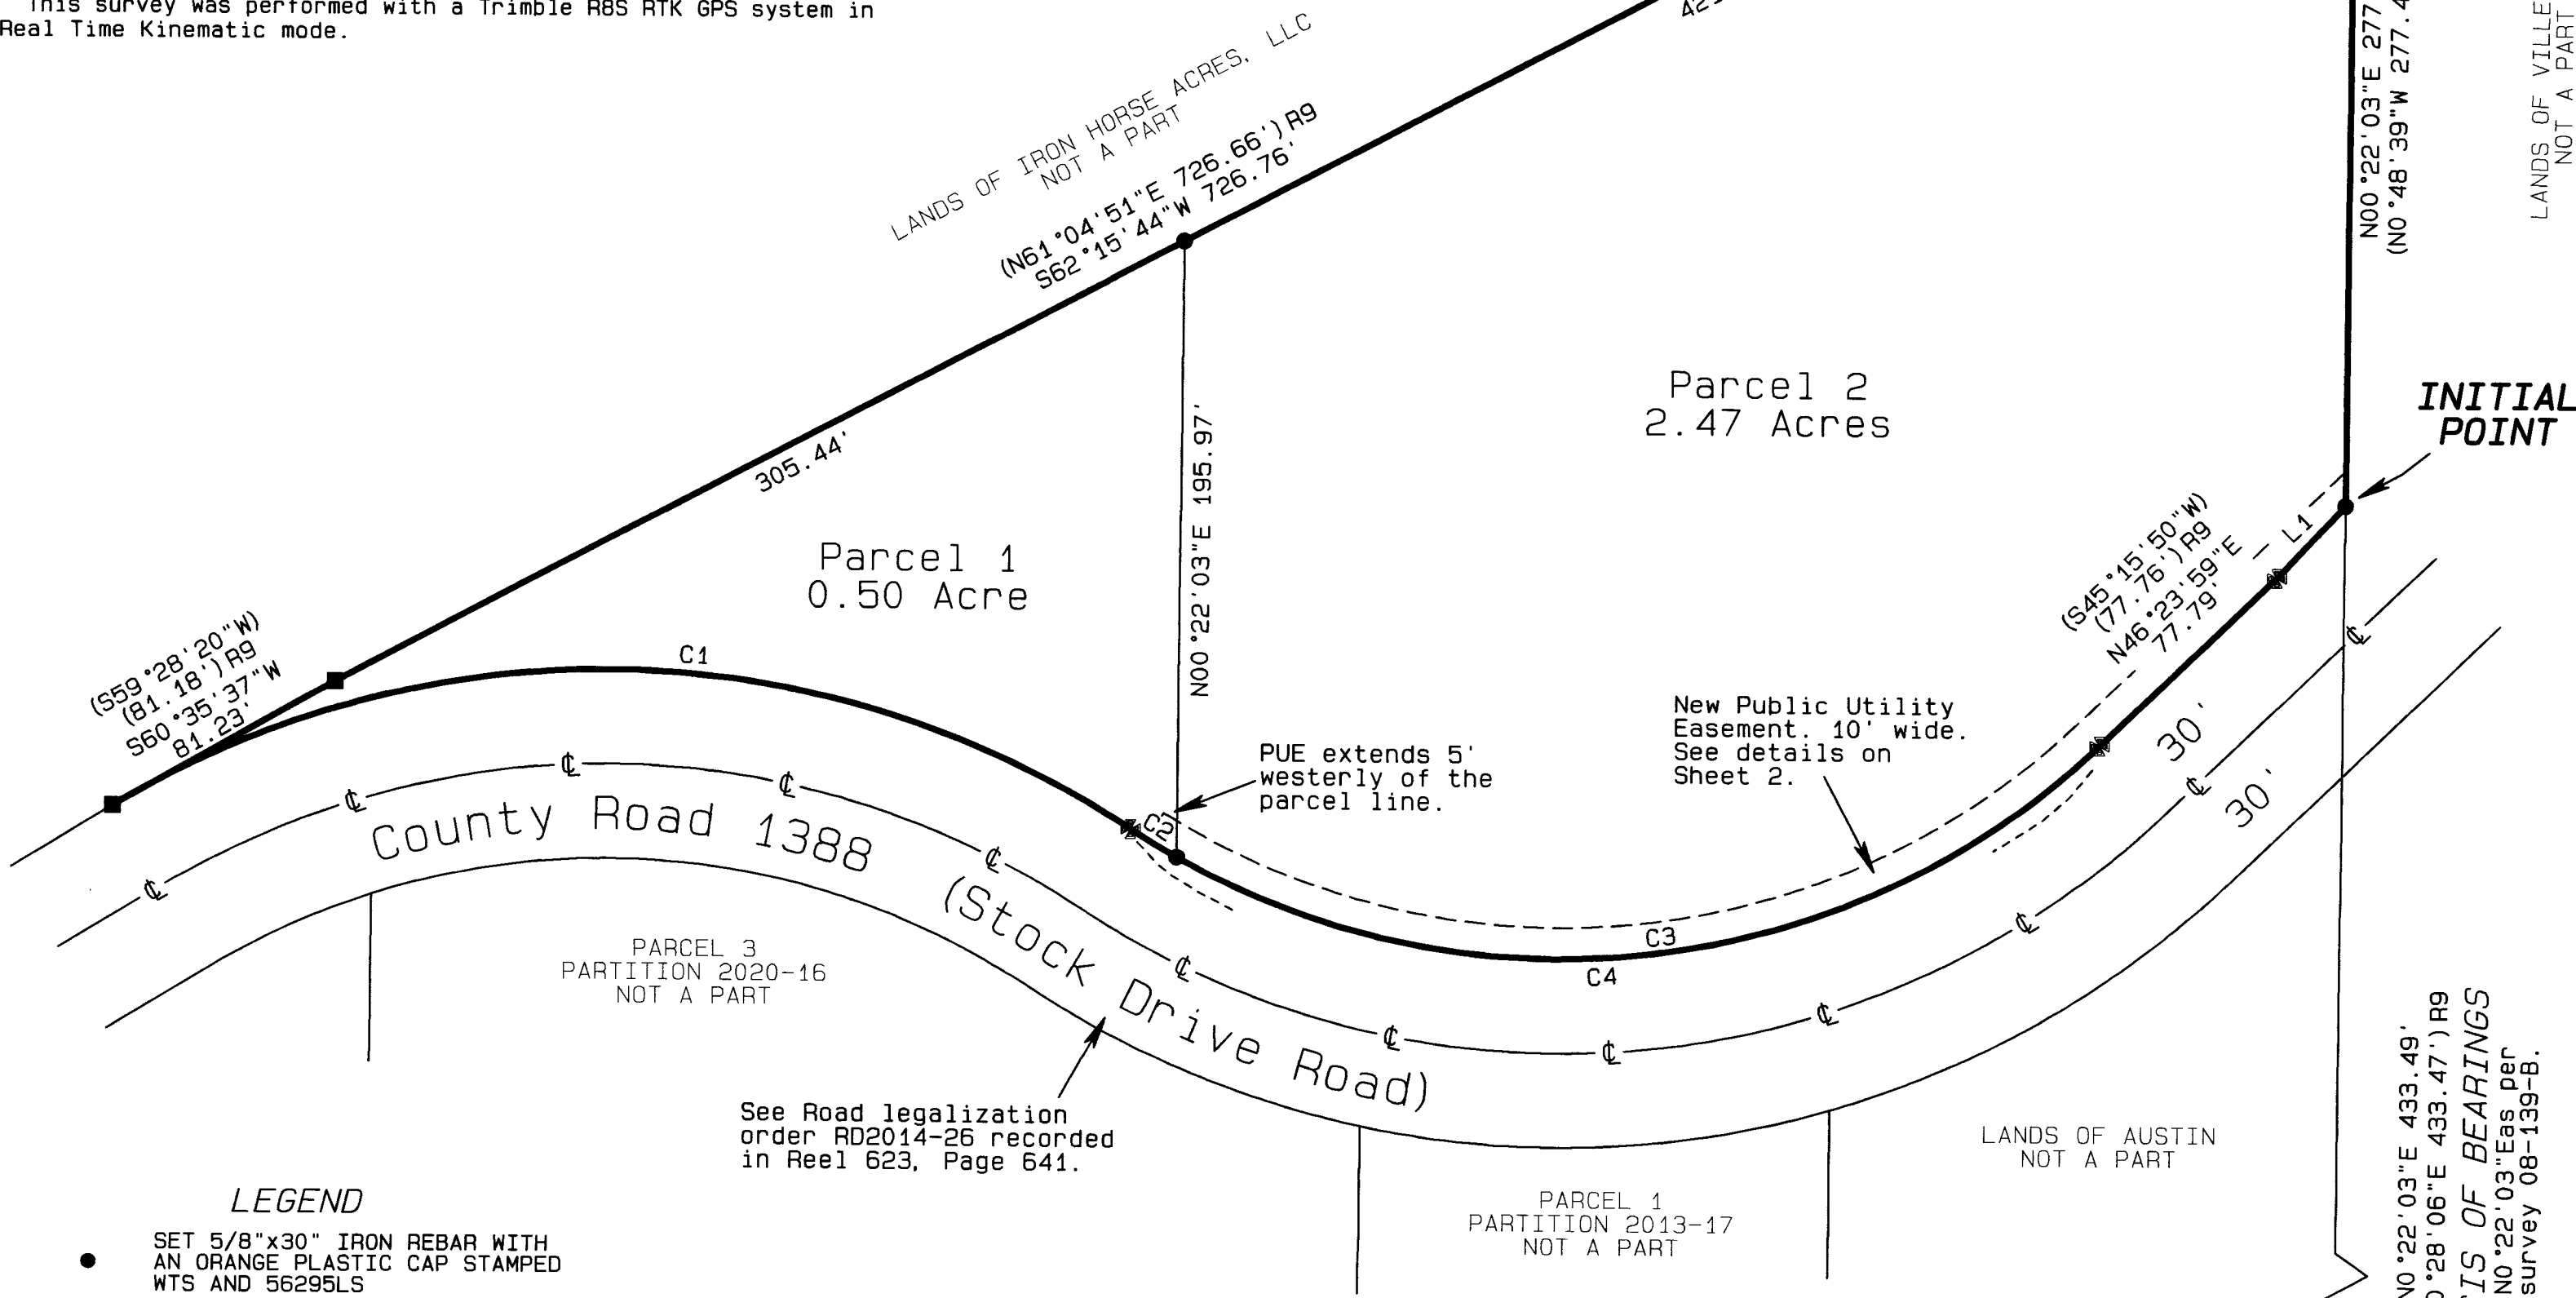 This survey was performed with a Trimble R8S RTK GPS system in
Real Time Kinematic mode.
LANDS OF IRON HORSE ACRES, LLC
NOT A PART
(N61°04'51"E 726.66')R9
S62°15'44"W 726.76'
N00°22'03"E 277
(N0°48'39"W 277.4
LANDS OF VILLE
NOT A PART
Parcel 2
2.47 Acres
INITIAL
POINT
305.44'
N00°22'03"E 195.97'
Parcel 1
0.50 Acre
(S45°15'50"W)
(77.76')R9
N46°23'59"E
77.79'
L1
(S59°28'20"W)
(81.18')R9
S60°35'37"W
81.23'
C1
C2
PUE extends 5'
westerly of the
parcel line.
New Public Utility
Easement. 10' wide.
See details on
Sheet 2.
30'
30'
County Road 1388 (Stock Drive Road)
C3
C4
PARCEL 3
PARTITION 2020-16
NOT A PART
See Road legalization
order RD2014-26 recorded
in Reel 623, Page 641.
LANDS OF AUSTIN
NOT A PART
PARCEL 1
PARTITION 2013-17
NOT A PART
N0°22'03"E 433.49'
°28'06"E 433.47')R9
IS OF BEARINGS
N0°22'03"Eas per
survey 08-139-B.
LEGEND
SET 5/8"x30" IRON REBAR WITH
AN ORANGE PLASTIC CAP STAMPED
WTS AND 56295LS